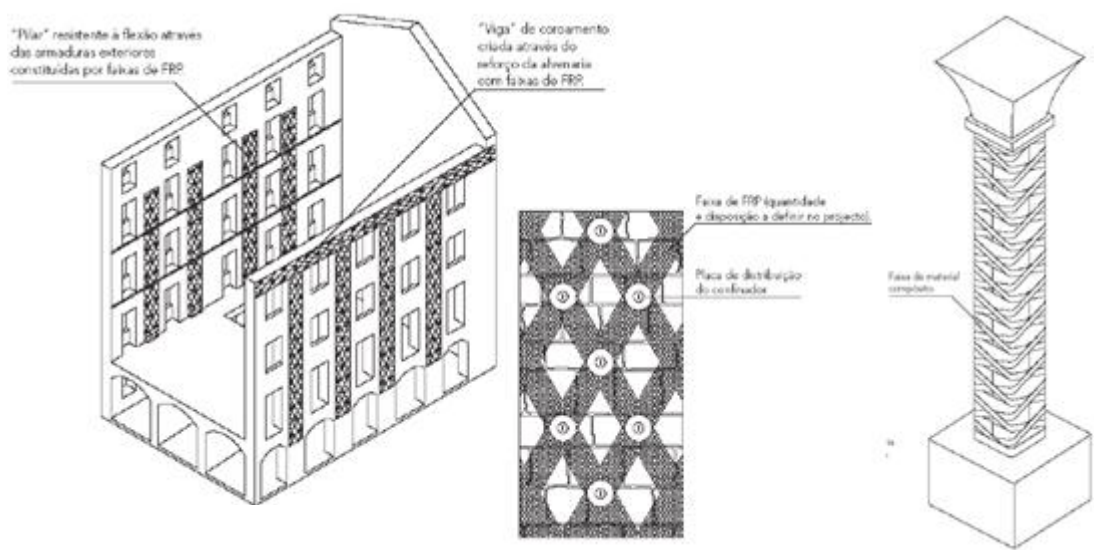 "Pilar" resistente à flexão através
das armaduras exteriores
constituídas por faixas de FRP.
"Viga" de coroamento
criada através do
reforço da alvenaria
com faixas de FRP.
Faixa de FRP (quantidade
e disposição a definir no projecto).
Placa de distribuição
do confinador
Faixa de material
compósito